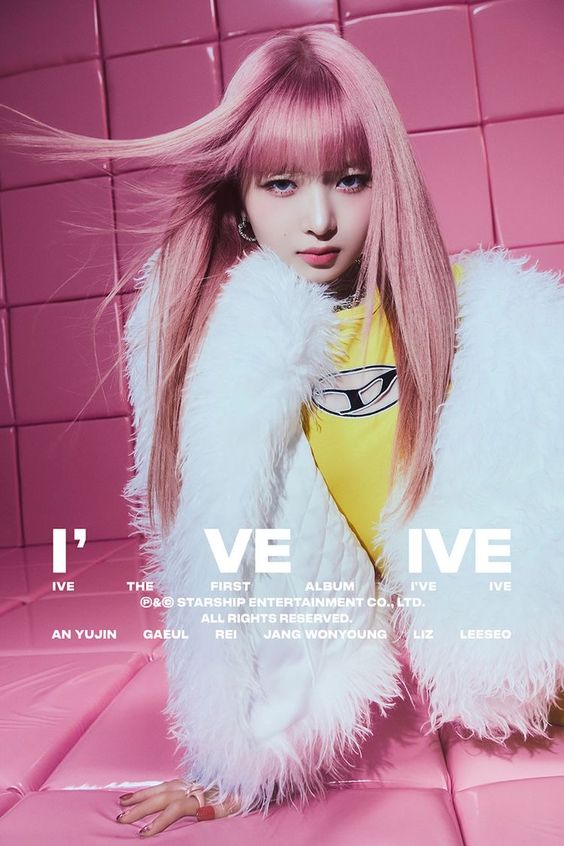 I' VE IVE
IVE THE FIRST ALBUM I'VE IVE
Ⓟ&© STARSHIP ENTERTAINMENT CO., LTD.
ALL RIGHTS RESERVED.
AN YUJIN GAEUL REI JANG WONYOUNG LIZ LEESEO